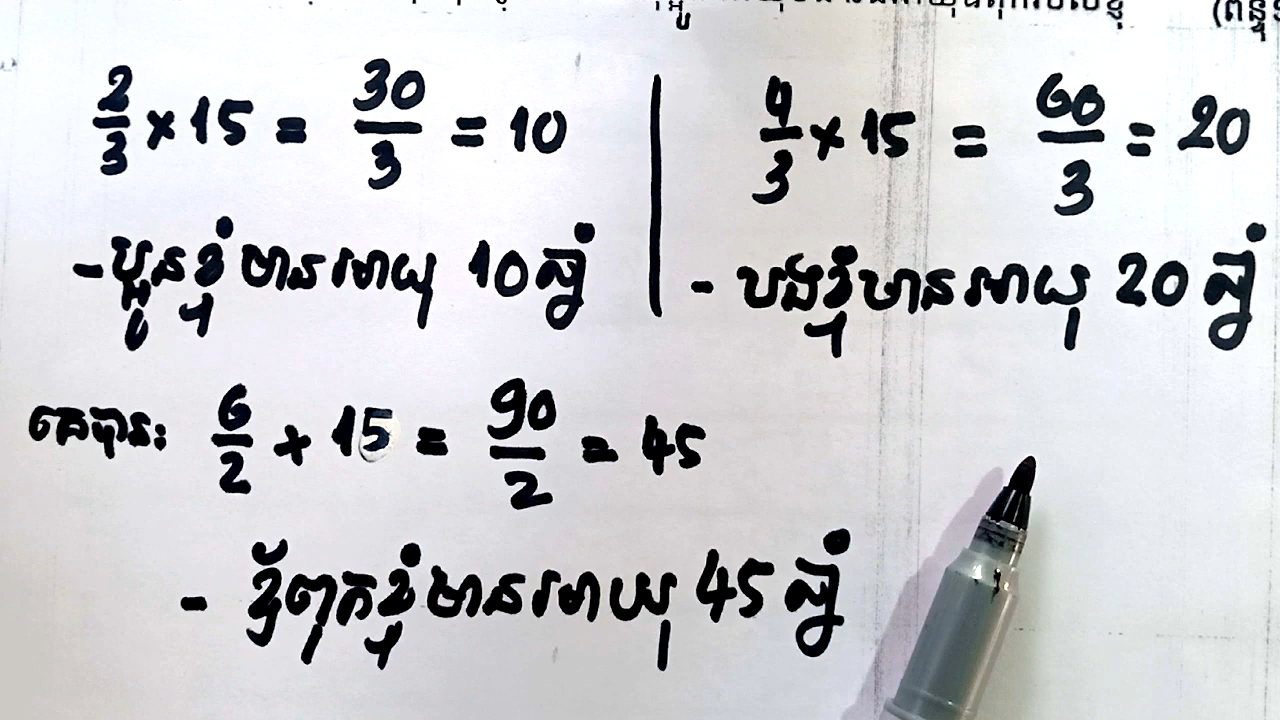 2/3 × 15 = 30/3 = 10
- ប្អូនខ្ញុំមានអាយុ 10 ឆ្នាំ
4/3 × 15 = 60/3 = 20
- បងខ្ញុំមានអាយុ 20 ឆ្នាំ
គេបាន: 6/2 × 15 = 90/2 = 45
- ឪពុកខ្ញុំមានអាយុ 45 ឆ្នាំ